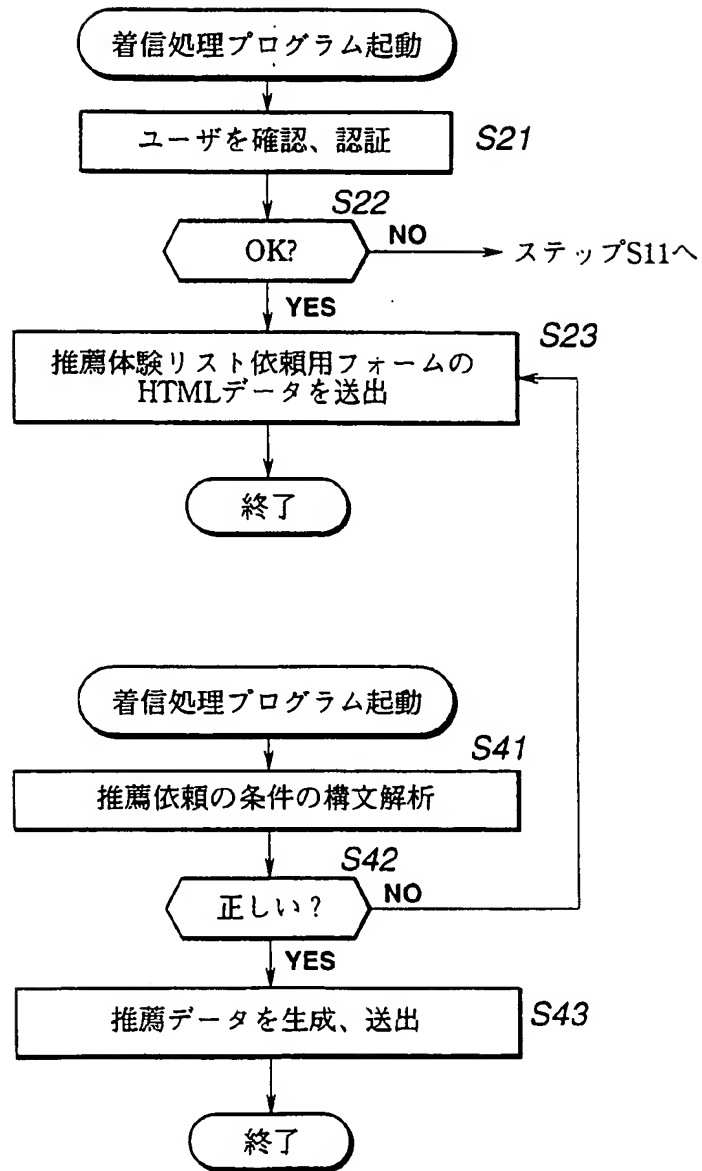 着信処理プログラム起動
ユーザを確認、認証
S21
S22
OK?
NO
ステップS11へ
YES
S23
推薦体験リスト依頼用フォームの
HTMLデータを送出
終了
着信処理プログラム起動
S41
推薦依頼の条件の構文解析
S42
正しい?
NO
YES
推薦データを生成、送出
S43
終了